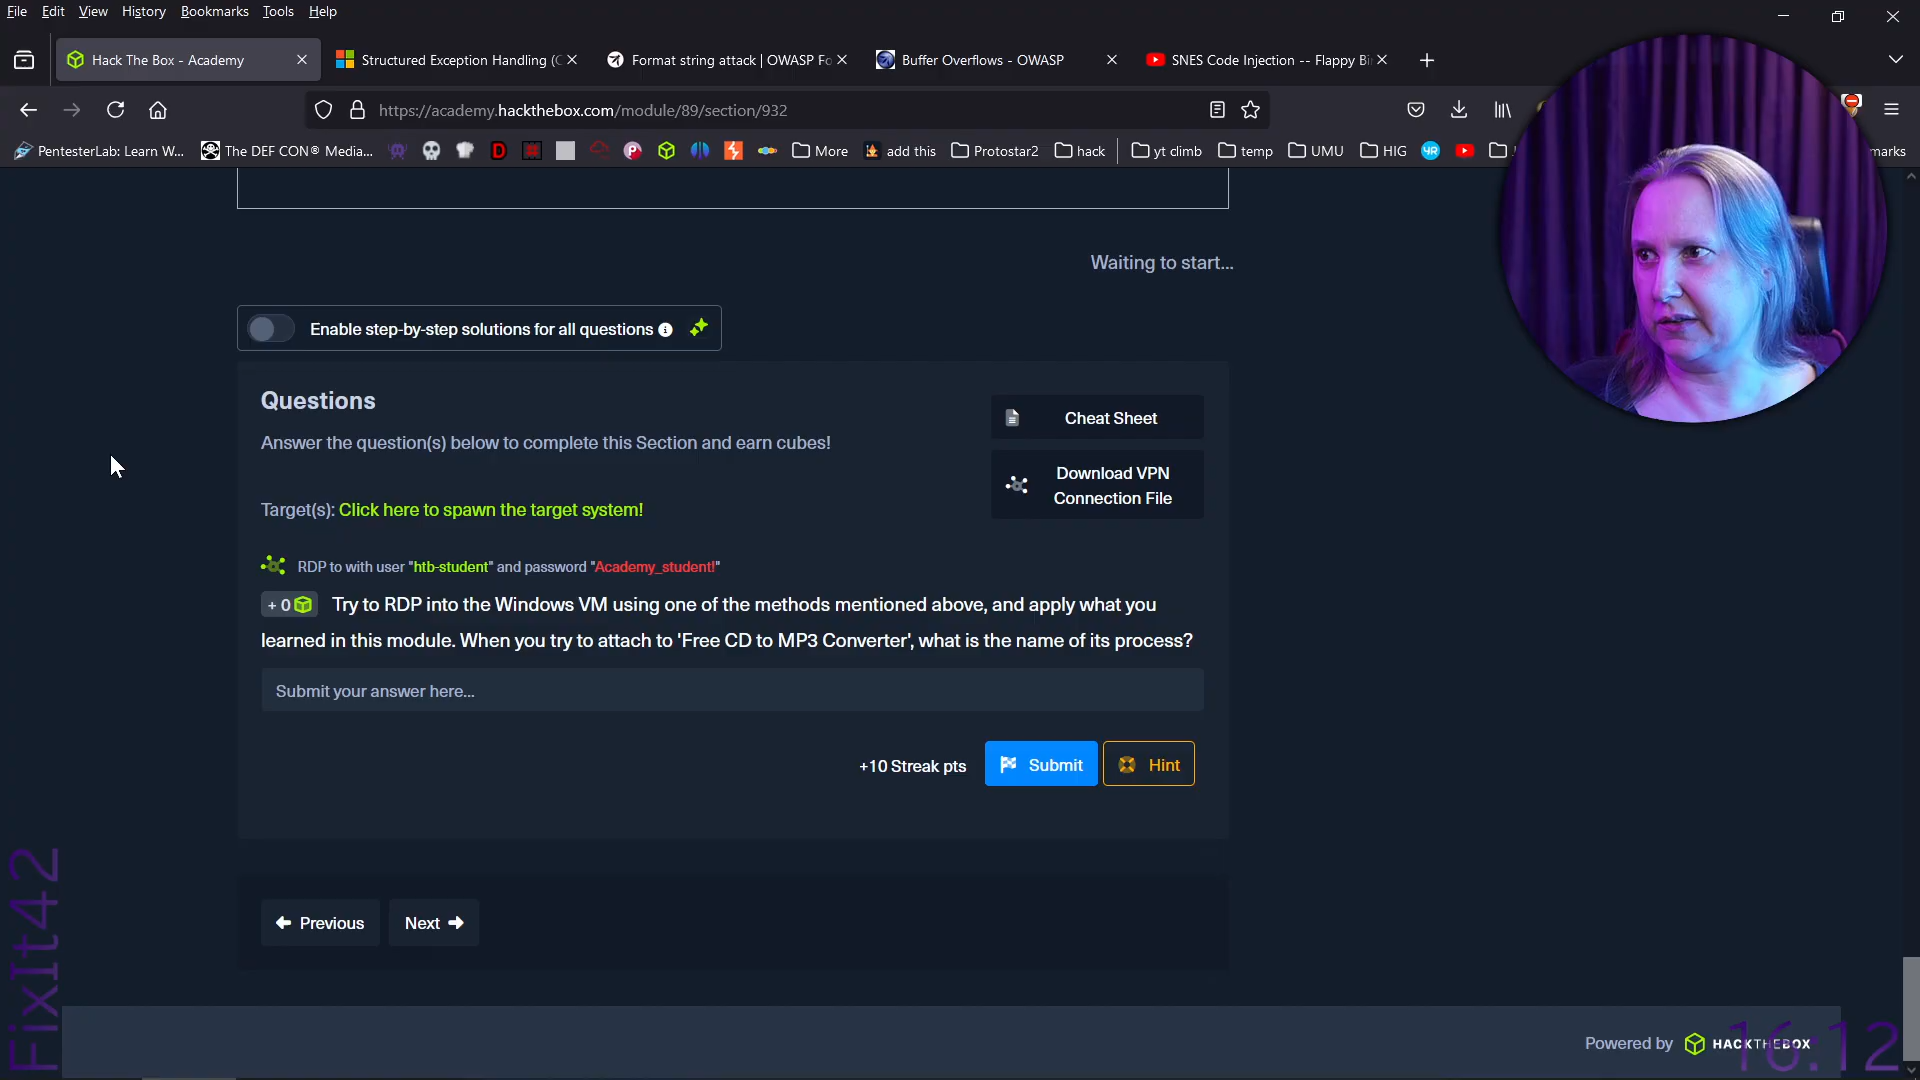 File Edit View History Bookmarks Tools Help
Hack The Box - Academy
Structured Exception Handling (C
Format string attack | OWASP Fo
Buffer Overflows - OWASP
SNES Code Injection -- Flappy Bi
https://academy.hackthebox.com/module/89/section/932
PentesterLab: Learn W... The DEF CON® Media... More add this Protostar2 hack yt climb temp UMU HIG
Waiting to start...
Enable step-by-step solutions for all questions
Questions
Cheat Sheet
Answer the question(s) below to complete this Section and earn cubes!
Download VPN
Connection File
Target(s): Click here to spawn the target system!
RDP to with user "htb-student" and password "Academy_student!"
+ 0 Try to RDP into the Windows VM using one of the methods mentioned above, and apply what you
learned in this module. When you try to attach to 'Free CD to MP3 Converter', what is the name of its process?
Submit your answer here...
+10 Streak pts Submit Hint
Previous Next
FixIt42
Powered by HACKTHEBOX
16:12